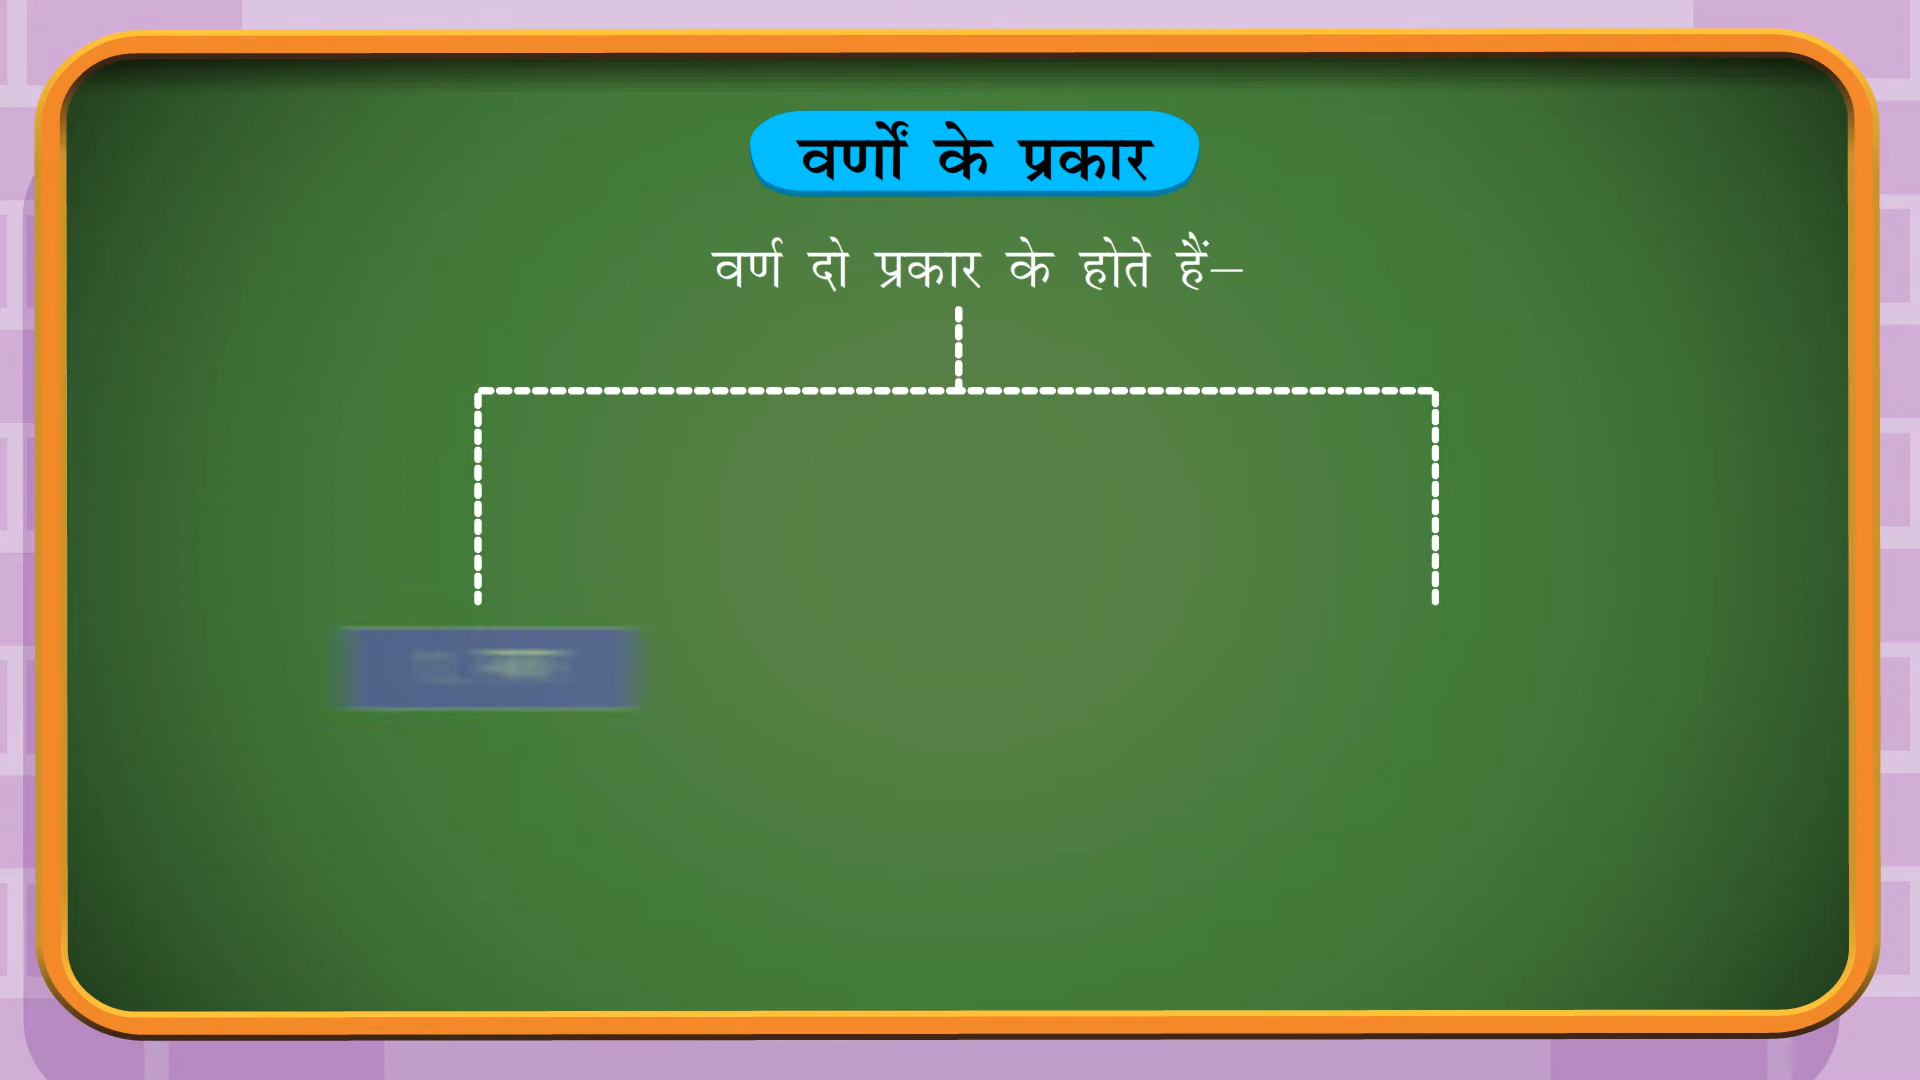 वर्णों के प्रकार
वर्ण दो प्रकार के होते हैं–